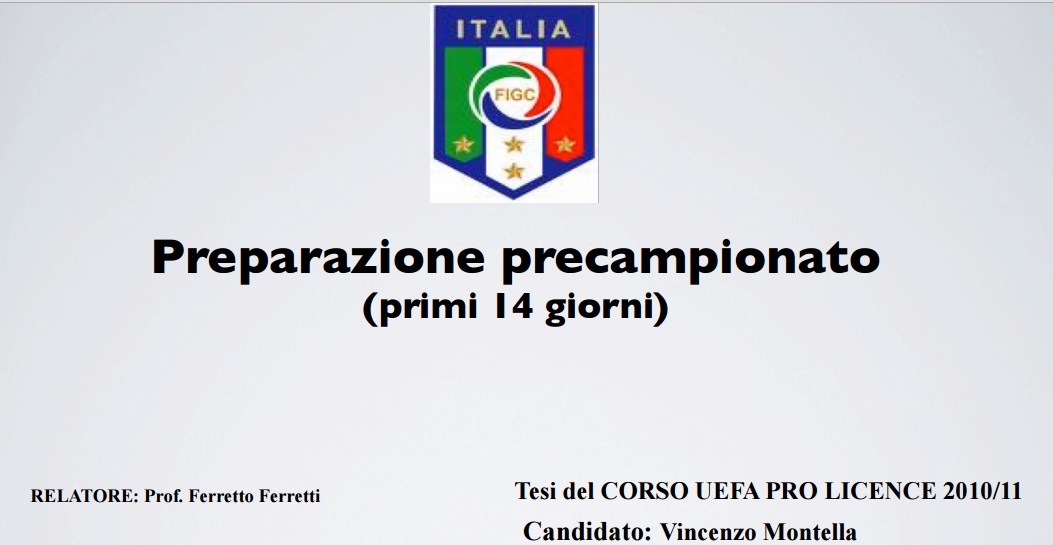 ITALIA
FIGC
Preparazione precampionato
(primi 14 giorni)
RELATORE: Prof. Ferretto Ferretti
Tesi del CORSO UEFA PRO LICENCE 2010/11
Candidato: Vincenzo Montella